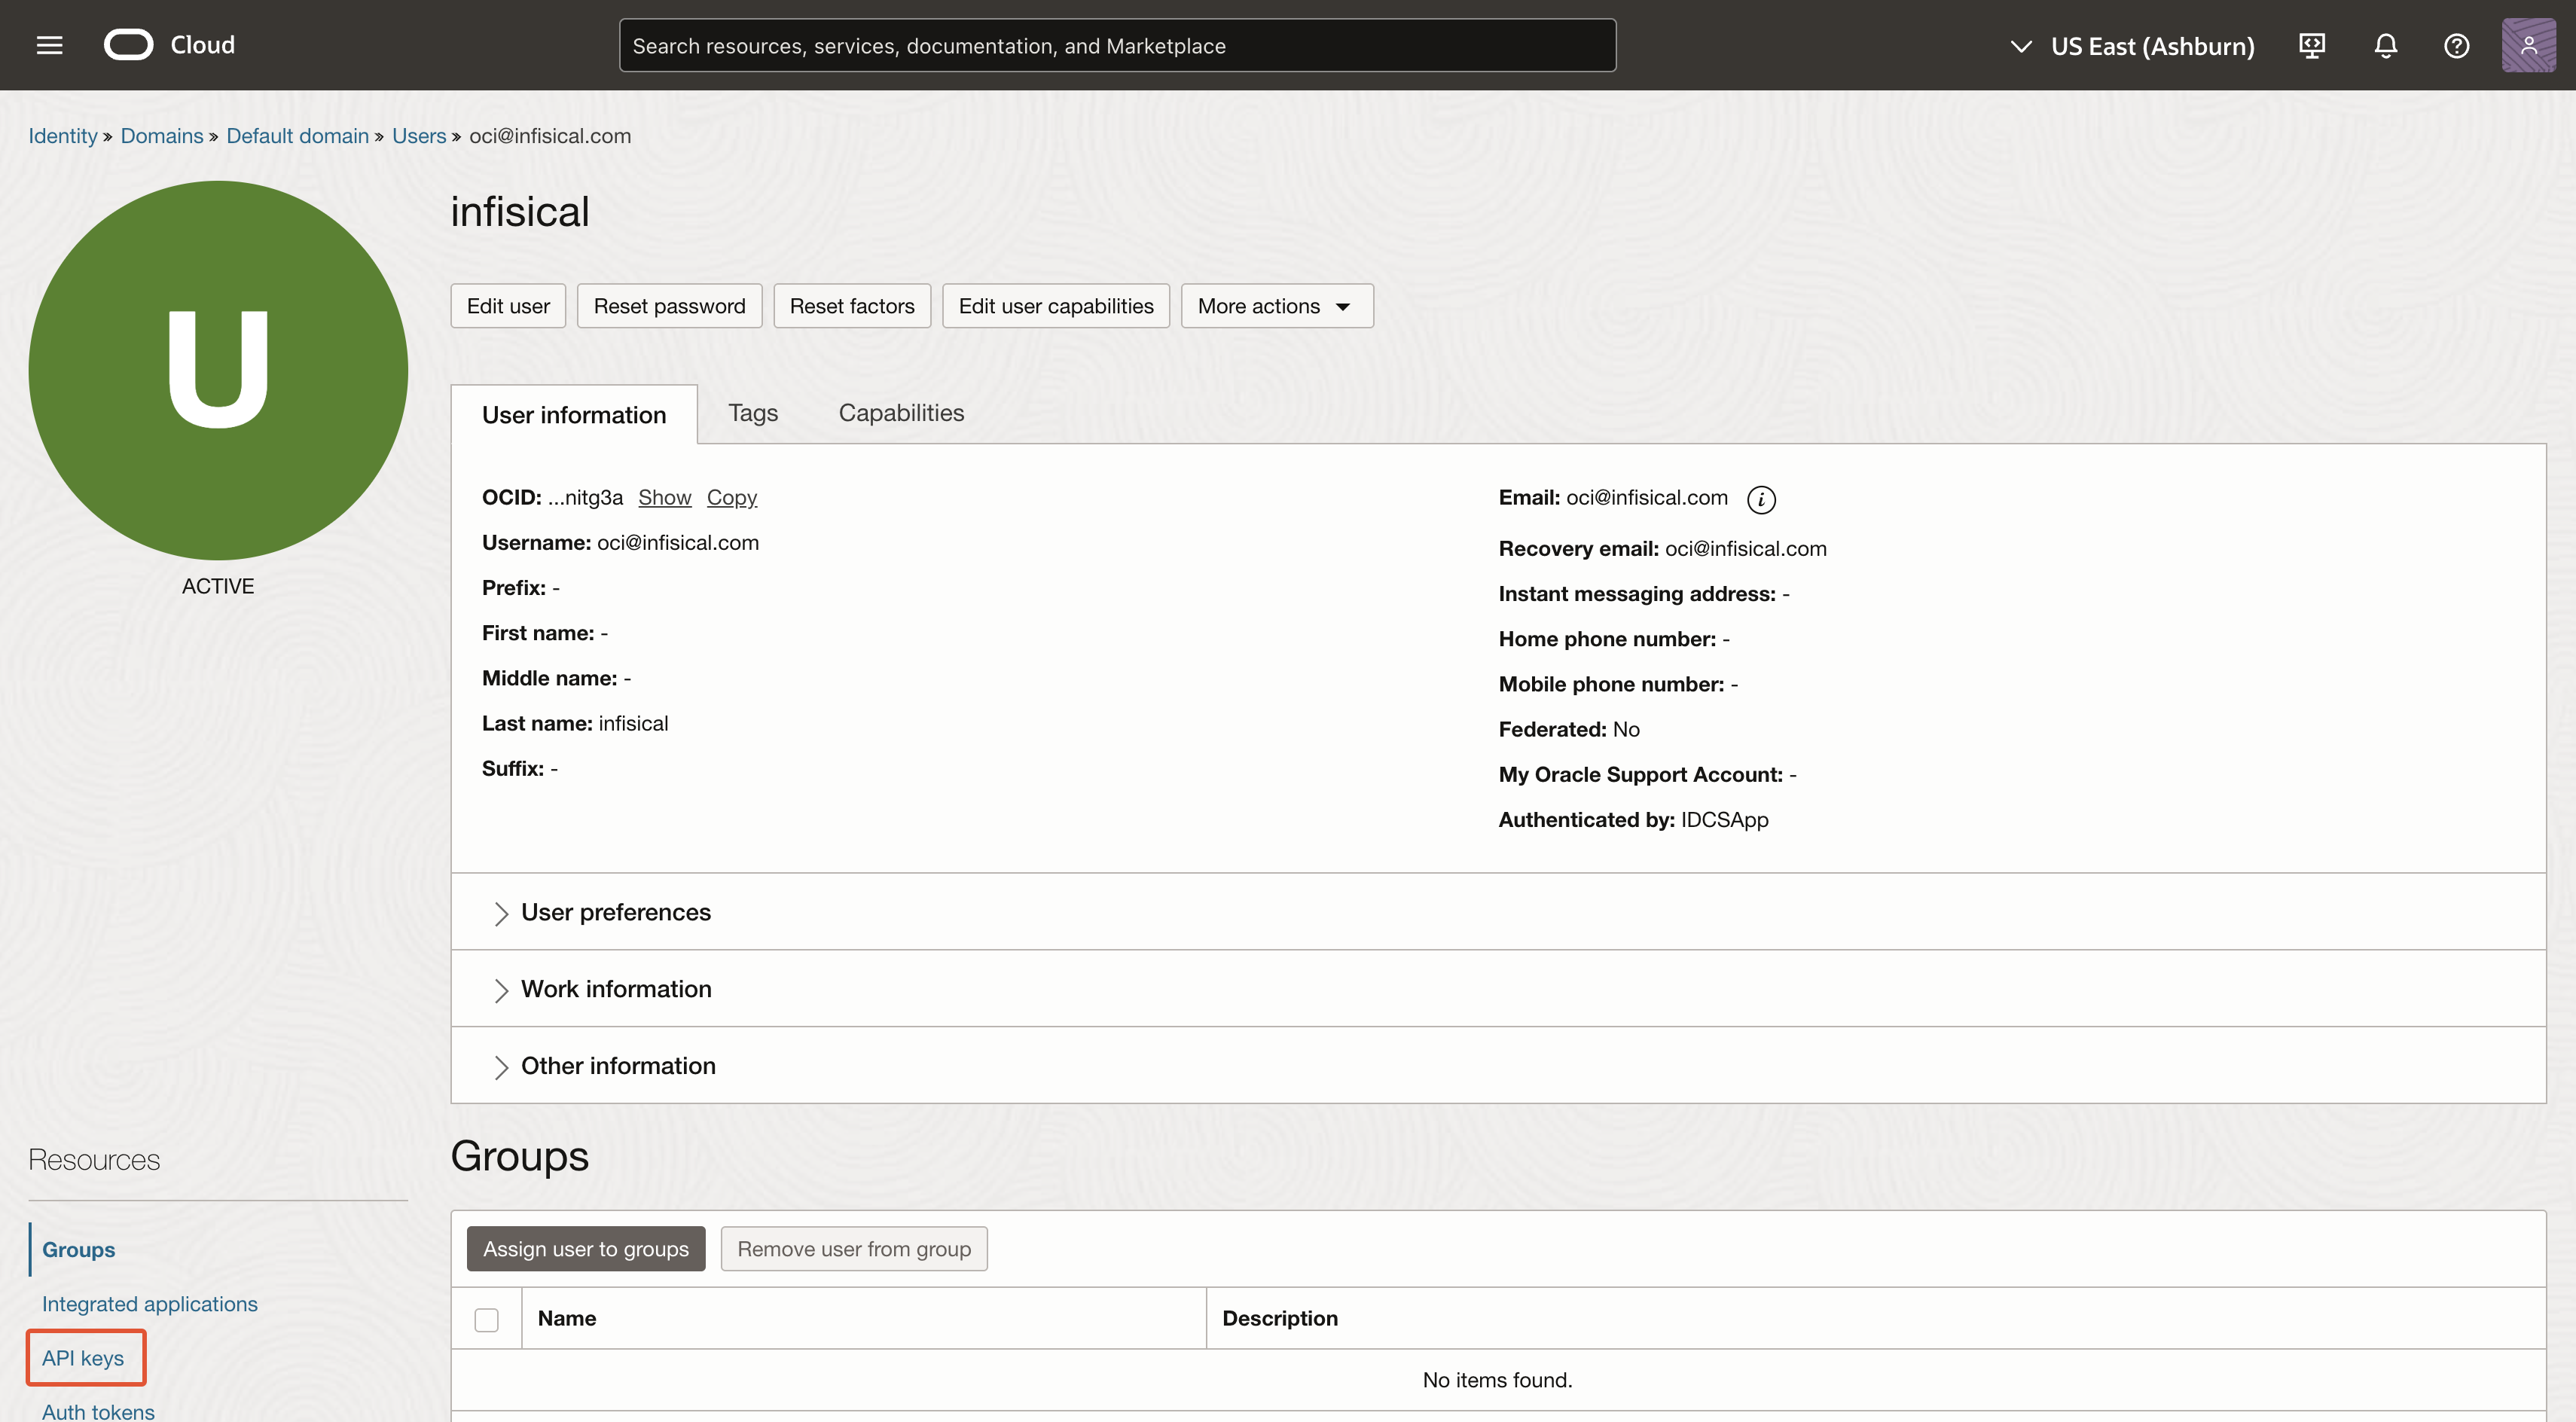 Cloud
Search resources, services, documentation, and Marketplace
US East (Ashburn)
Identity » Domains » Default domain » Users » oci@infisical.com
U
ACTIVE
infisical
Edit user
Reset password
Reset factors
Edit user capabilities
More actions
User information
Tags
Capabilities
OCID: ...nitg3a Show Copy
Username: oci@infisical.com
Prefix: -
First name: -
Middle name: -
Last name: infisical
Suffix: -
Email: oci@infisical.com i
Recovery email: oci@infisical.com
Instant messaging address: -
Home phone number: -
Mobile phone number: -
Federated: No
My Oracle Support Account: -
Authenticated by: IDCSApp
User preferences
Work information
Other information
Resources
Groups
Integrated applications
API keys
Auth tokens
Groups
Assign user to groups
Remove user from group
Name
Description
No items found.